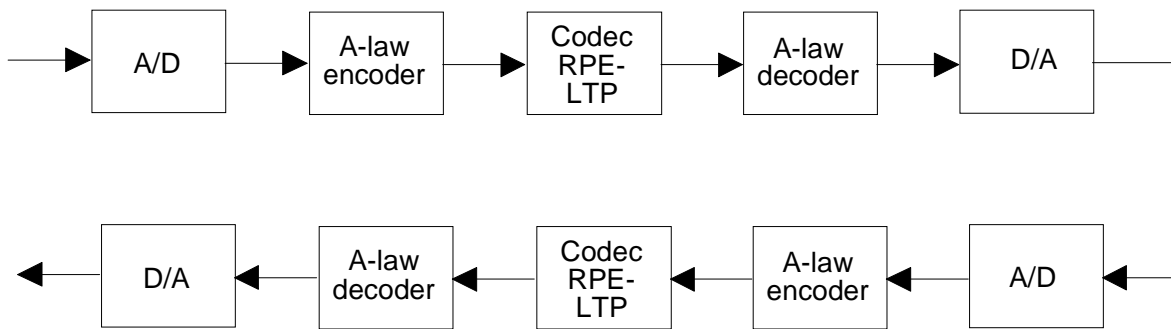 A/D
A-law
encoder
Codec
RPE-
LTP
A-law
decoder
D/A
D/A
A-law
decoder
Codec
RPE-
LTP
A-law
encoder
A/D